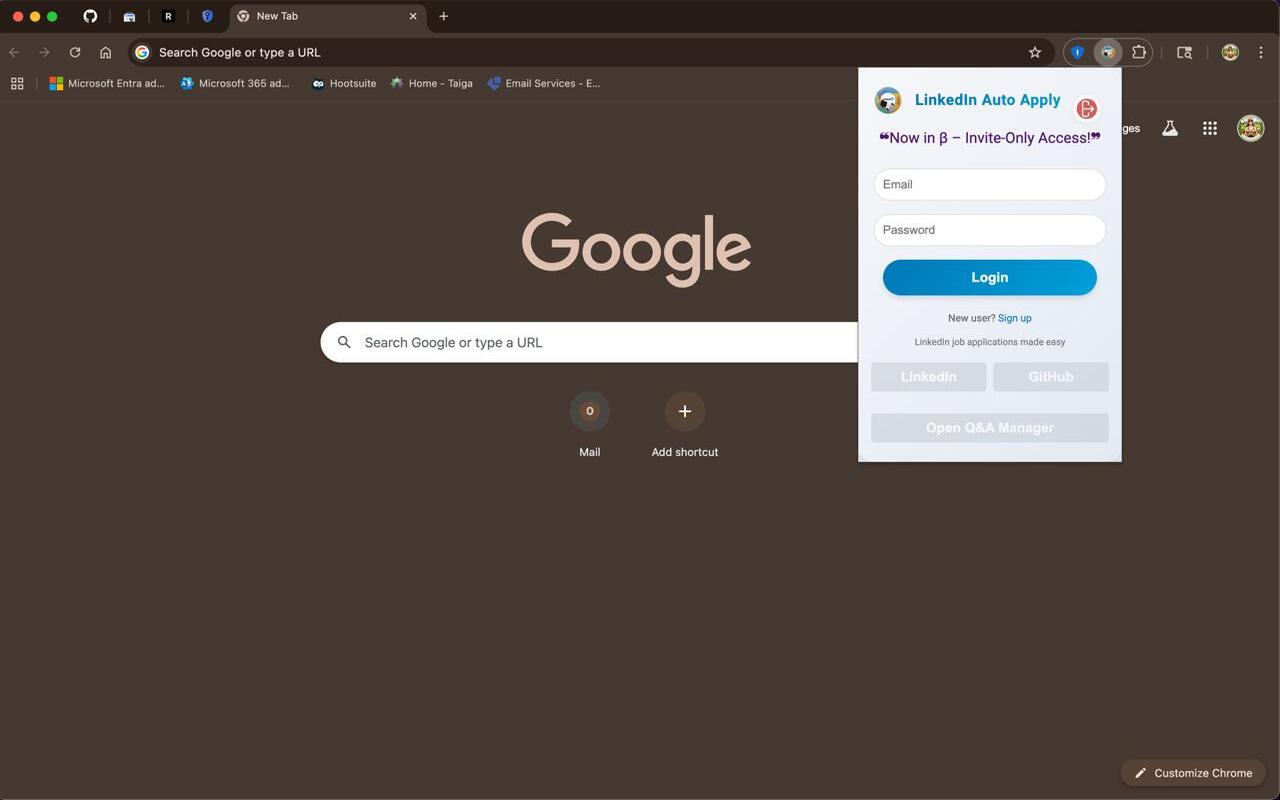 R
New Tab
Search Google or type a URL
Microsoft Entra ad...
Microsoft 365 ad...
Hootsuite
Home - Taiga
Email Services - E...
LinkedIn Auto Apply
❝Now in β – Invite-Only Access!❞
Email
Password
Login
New user? Sign up
LinkedIn job applications made easy
LinkedIn
GitHub
Open Q&A Manager
ges
Google
Search Google or type a URL
0
Mail
Add shortcut
Customize Chrome